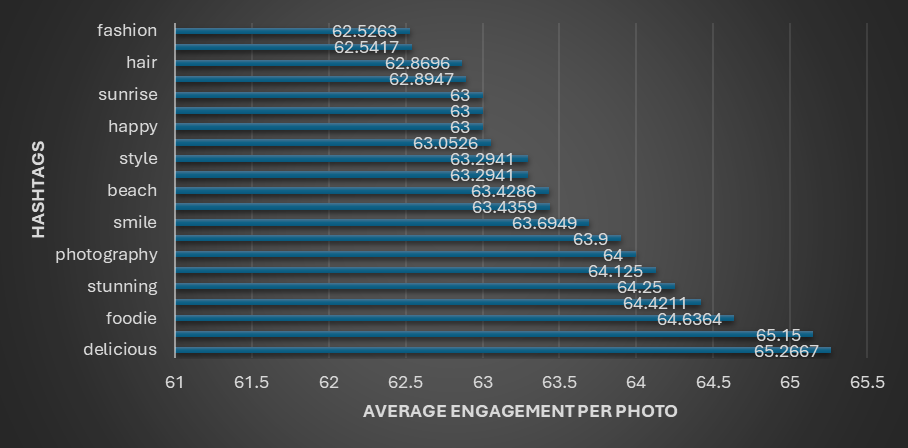 fashion
62.5263
62.5417
hair
62.8696
62.8947
sunrise
63
63
happy
63
63.0526
style
63.2941
63.2941
beach
63.4286
63.4359
smile
63.6949
63.9
photography
64
64.125
stunning
64.25
64.4211
foodie
64.6364
65.15
delicious
65.2667
HASHTAGS
61 61.5 62 62.5 63 63.5 64 64.5 65 65.5
AVERAGE ENGAGEMENT PER PHOTO